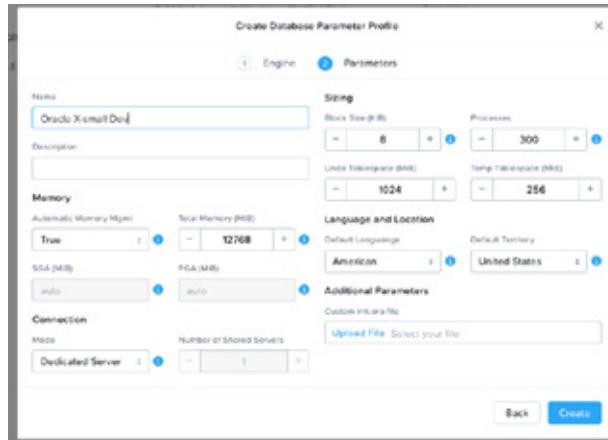 Create Database Parameter Profile
1 Engine 2 Parameters
Name
Oracle X-small Dev
Description
Memory
Automatic Memory Mgmt
Total Memory (MiB)
True
- 12768 +
SGA (MiB)
PGA (MiB)
auto
auto
Connection
Mode
Number of Shared Servers
Dedicated Server
- 1 +
Sizing
Block Size (KiB)
Processes
- 8 +
- 300 +
Undo Tablespace (MiB)
Temp Tablespace (MiB)
- 1024 +
- 256 +
Language and Location
Default Language
Default Territory
American
United States
Additional Parameters
Custom init.ora file
Upload File Select your file
Back
Create